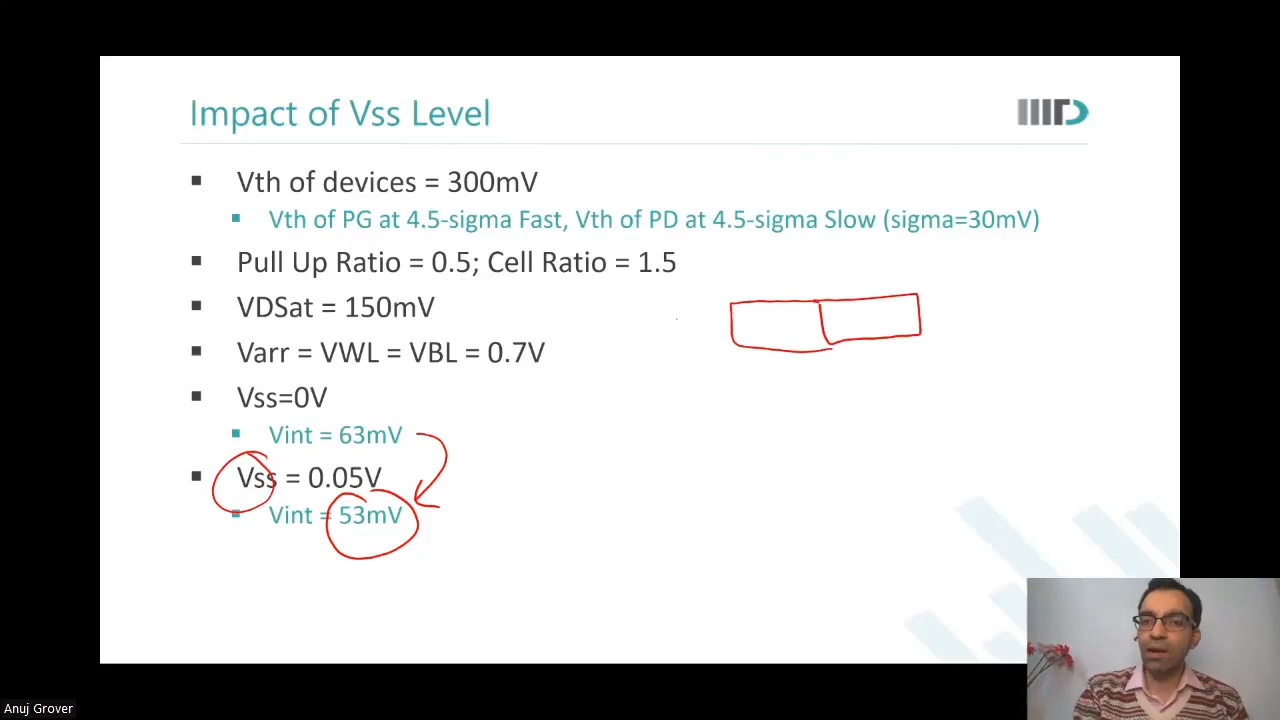 Impact of Vss Level
IIITD
▪ Vth of devices = 300mV
▪ Vth of PG at 4.5-sigma Fast, Vth of PD at 4.5-sigma Slow (sigma=30mV)
▪ Pull Up Ratio = 0.5; Cell Ratio = 1.5
▪ VDSat = 150mV
▪ Varr = VWL = VBL = 0.7V
▪ Vss=0V
▪ Vint = 63mV
▪ Vss = 0.05V
▪ Vint = 53mV
Anuj Grover